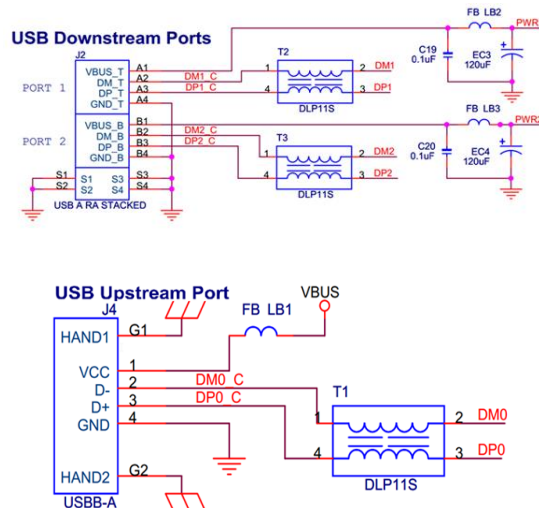 USB Downstream Ports
FB LB2
PWR1
J2
T2
C19
0.1uF
EC3
120uF
PORT 1
VBUS_T A1
DM_T A2 DM1_C 1 2 DM1
DP_T A3 DP1_C 4 3 DP1
GND_T A4
DLP11S
FB LB3
PWR2
PORT 2
VBUS_B B1
DM_B B2 DM2_C
DP_B B3 DP2_C
GND_B B4
T3
1 2 DM2
4 3 DP2
DLP11S
C20
0.1uF
EC4
120uF
S1 S1 S3 S3
S2 S2 S4 S4
USB A RA STACKED
USB Upstream Port
J4
FB LB1
VBUS
HAND1 G1
VCC 1
D- 2 DM0_C
D+ 3 DP0_C
GND 4
T1
1 2 DM0
4 3 DP0
DLP11S
HAND2 G2
USBB-A